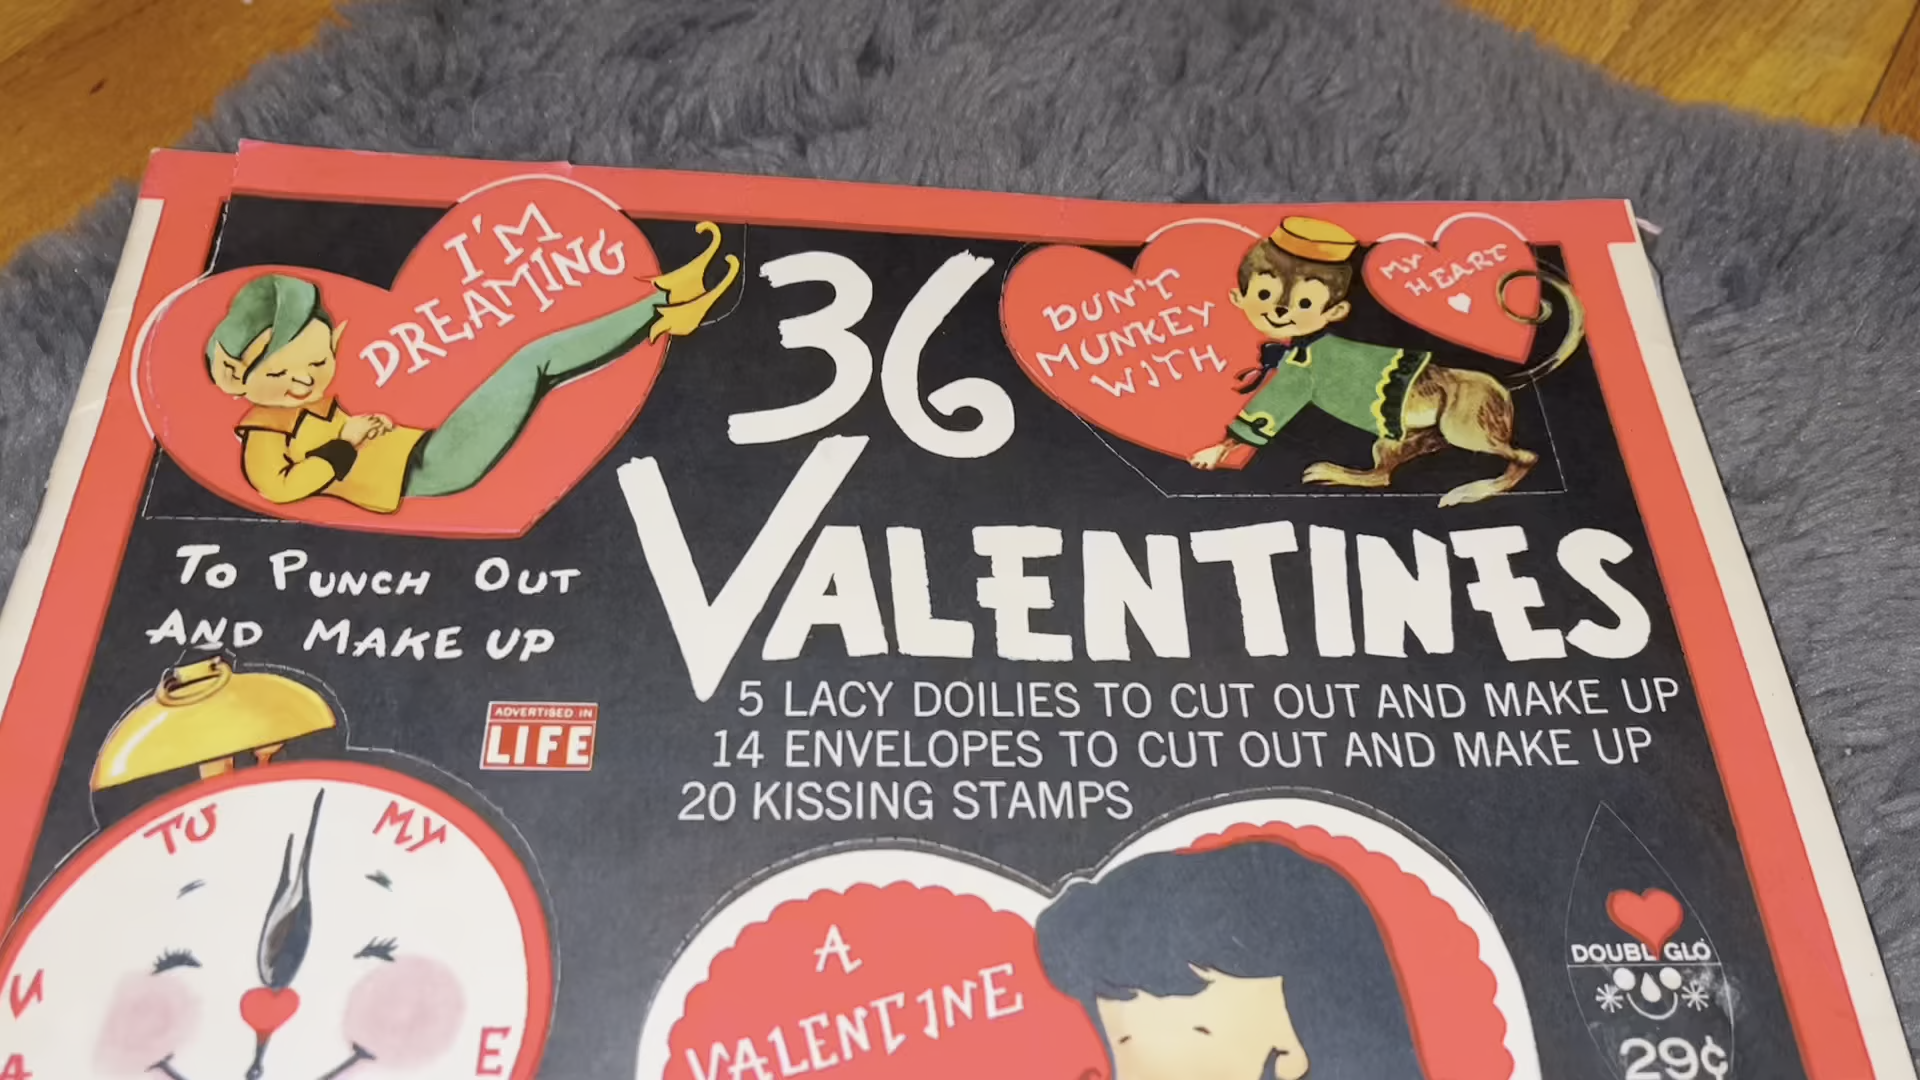 I'M
DREAMING
36
VALENTINES
DUN'T
MUNKEY
WITH
MY
HEART
TO PUNCH OUT
AND MAKE UP
ADVERTISED IN
LIFE
5 LACY DOILIES TO CUT OUT AND MAKE UP
14 ENVELOPES TO CUT OUT AND MAKE UP
20 KISSING STAMPS
TU MY
E
A
VALENTINE
DOUBL GLO
29¢